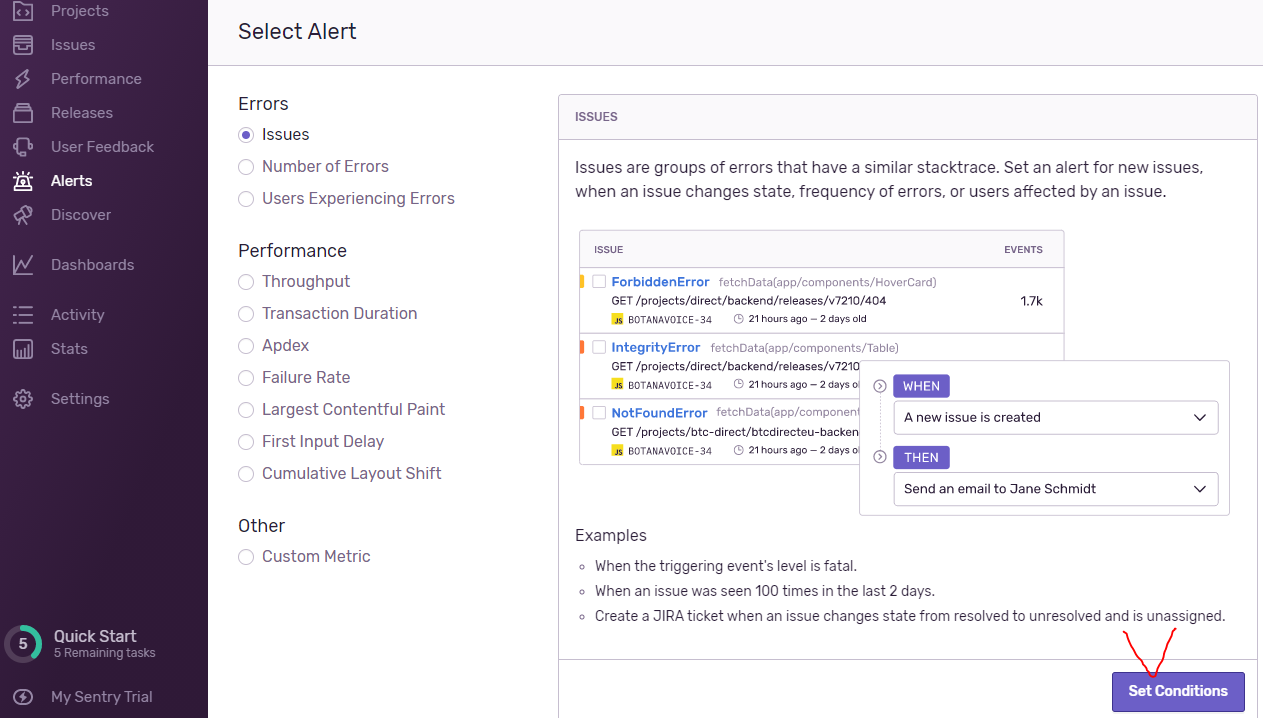 Projects
Issues
Performance
Releases
User Feedback
Alerts
Discover
Dashboards
Activity
Stats
Settings
5
Quick Start
5 Remaining tasks
My Sentry Trial
Select Alert
Errors
Issues
Number of Errors
Users Experiencing Errors
Performance
Throughput
Transaction Duration
Apdex
Failure Rate
Largest Contentful Paint
First Input Delay
Cumulative Layout Shift
Other
Custom Metric
ISSUES
Issues are groups of errors that have a similar stacktrace. Set an alert for new issues,
when an issue changes state, frequency of errors, or users affected by an issue.
ISSUE EVENTS
ForbiddenError fetchData(app/components/HoverCard)
GET /projects/direct/backend/releases/v7210/404 1.7k
JS BOTANAVOICE-34 21 hours ago — 2 days old
IntegrityError fetchData(app/components/Table)
GET /projects/direct/backend/releases/v7210
JS BOTANAVOICE-34 21 hours ago — 2 days ol
NotFoundError fetchData(app/component
GET /projects/btc-direct/btcdirecteu-backen
JS BOTANAVOICE-34 21 hours ago — 2 days ol
WHEN
A new issue is created
THEN
Send an email to Jane Schmidt
Examples
When the triggering event's level is fatal.
When an issue was seen 100 times in the last 2 days.
Create a JIRA ticket when an issue changes state from resolved to unresolved and is unassigned.
Set Conditions